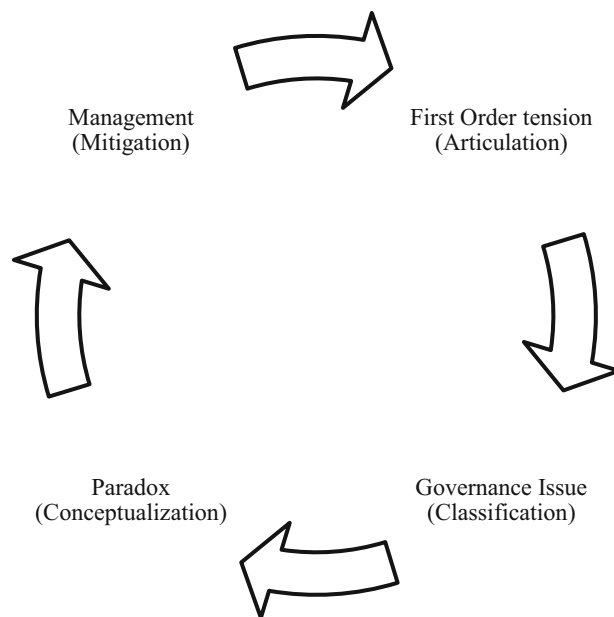 Management
(Mitigation)
First Order tension
(Articulation)
Paradox
(Conceptualization)
Governance Issue
(Classification)